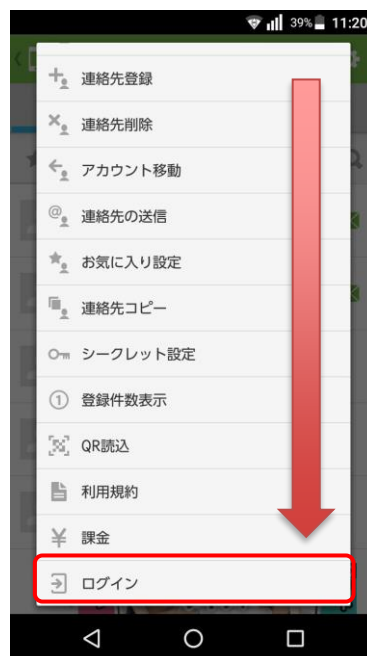 39% 11:20
連絡先登録
連絡先削除
アカウント移動
連絡先の送信
お気に入り設定
連絡先コピー
シークレット設定
1 登録件数表示
QR読込
利用規約
¥ 課金
ログイン